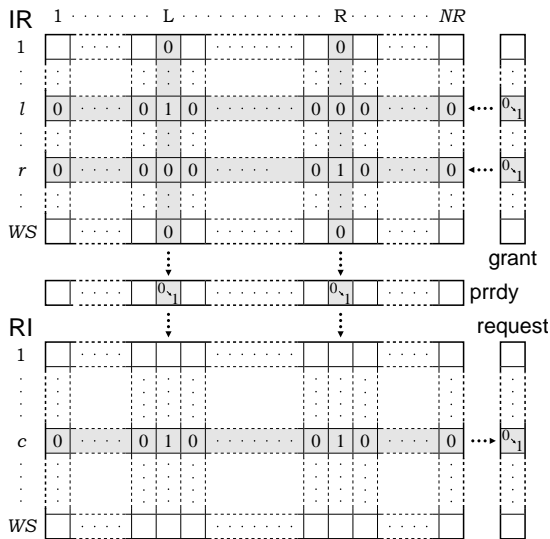 IR 1 · · · · · · · L · · · · · · · · · · · · R · · · · · · · NR
1 · · · · 0 · · · · · · · 0 · · · ·
l 0 · · · · · 0 1 0 · · · · · · · 0 0 0 · · · · · 0 0↘1
r 0 · · · · · 0 0 0 · · · · · · · 0 1 0 · · · · · 0 0↘1
WS · · · · 0 · · · · · · · 0 · · · ·
grant
· · · · 0↘1 · · · · · · · 0↘1 · · · · prrdy
RI request
1 · · · · · · · · · · · · · · ·
c 0 · · · · · 0 1 0 · · · · · · · 0 1 0 · · · · · 0 0↘1
WS · · · · · · · · · · · · · · ·